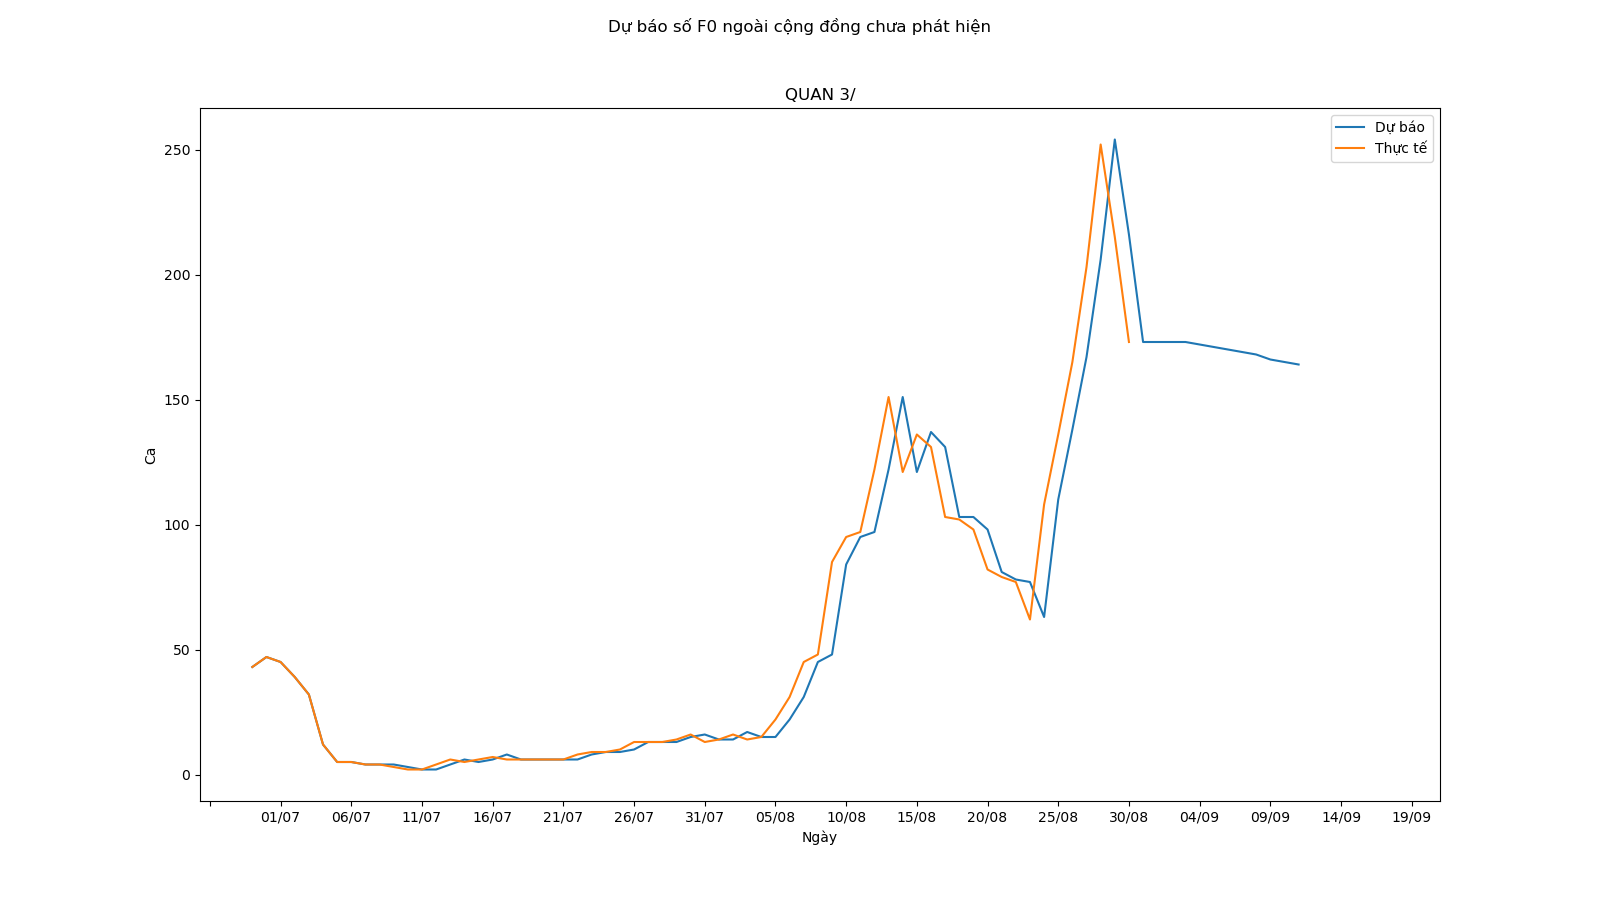 Dự báo số F0 ngoài cộng đồng chưa phát hiện
QUAN 3/
Dự báo
Thực tế
250
200
150
100
50
0
Ca
01/07 06/07 11/07 16/07 21/07 26/07 31/07 05/08 10/08 15/08 20/08 25/08 30/08 04/09 09/09 14/09 19/09
Ngày